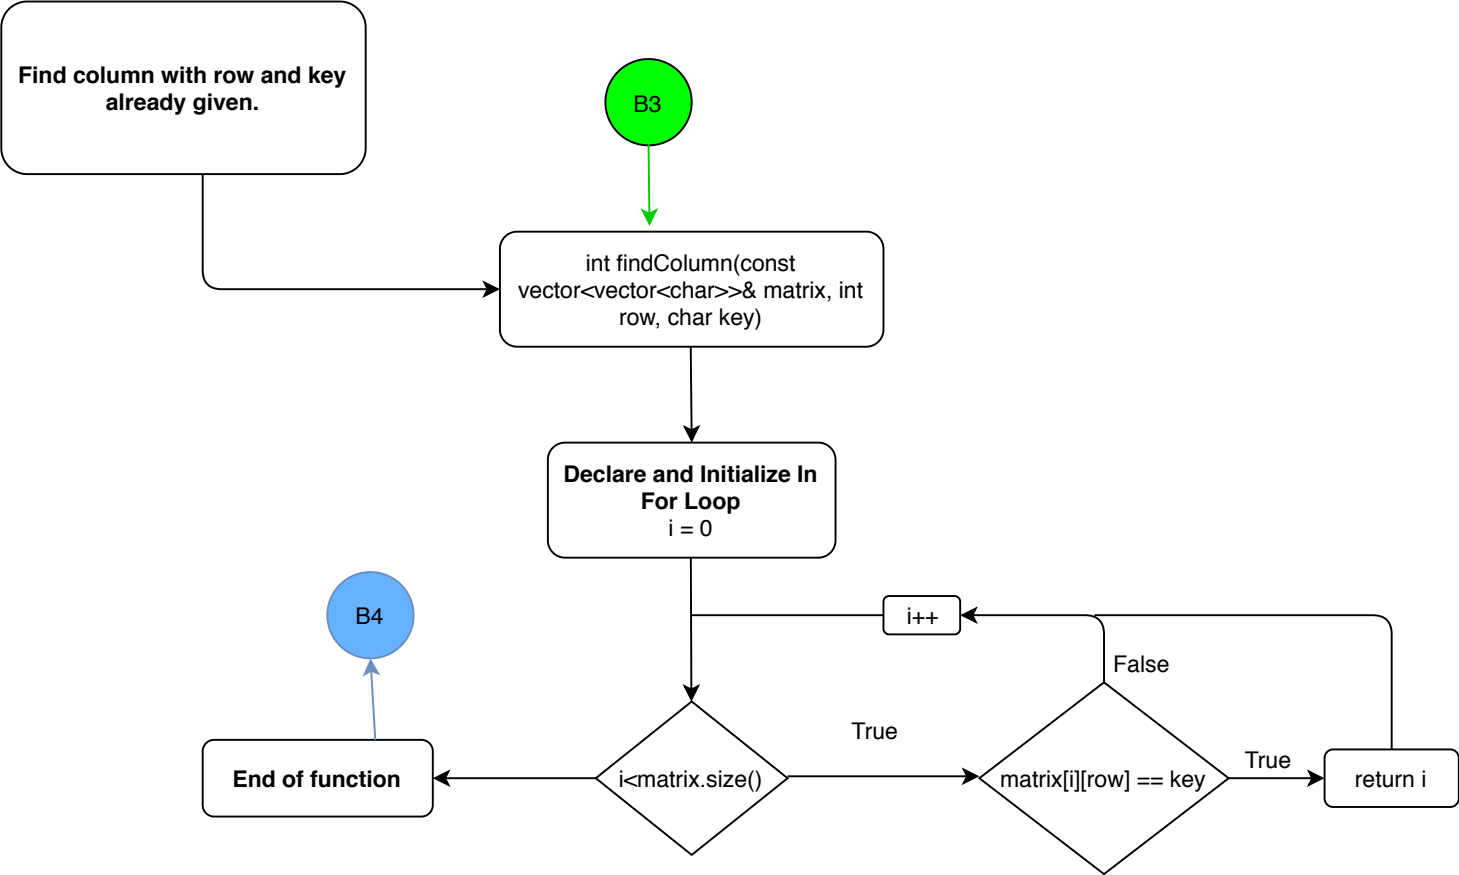 Find column with row and key
already given.
B3
int findColumn(const
vector<vector<char>>& matrix, int
row, char key)
Declare and Initialize In
For Loop
i = 0
B4
i++
False
True
End of function
i<matrix.size()
matrix[i][row] == key
True
return i